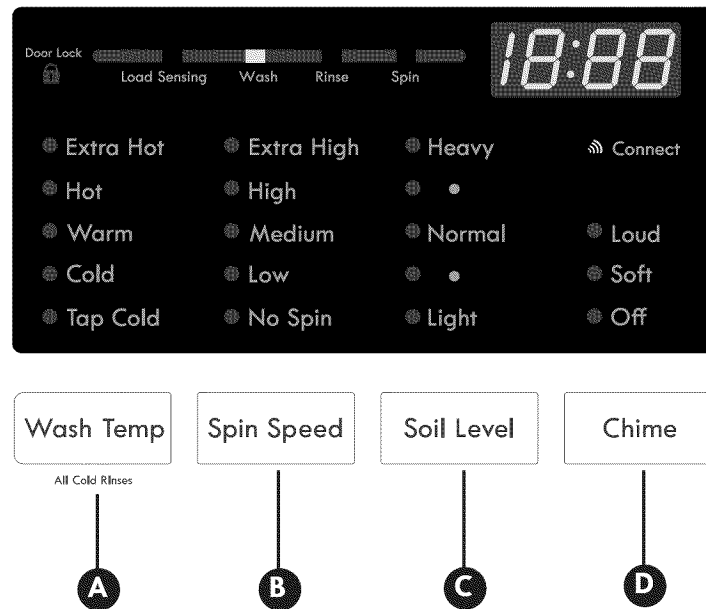 Door Lock
18:88
Load Sensing Wash Rinse Spin
Extra Hot Extra High Heavy Connect
Hot High
Warm Medium Normal Loud
Cold Low Soft
Tap Cold No Spin Light Off
Wash Temp Spin Speed Soil Level Chime
All Cold Rinses
A B C D